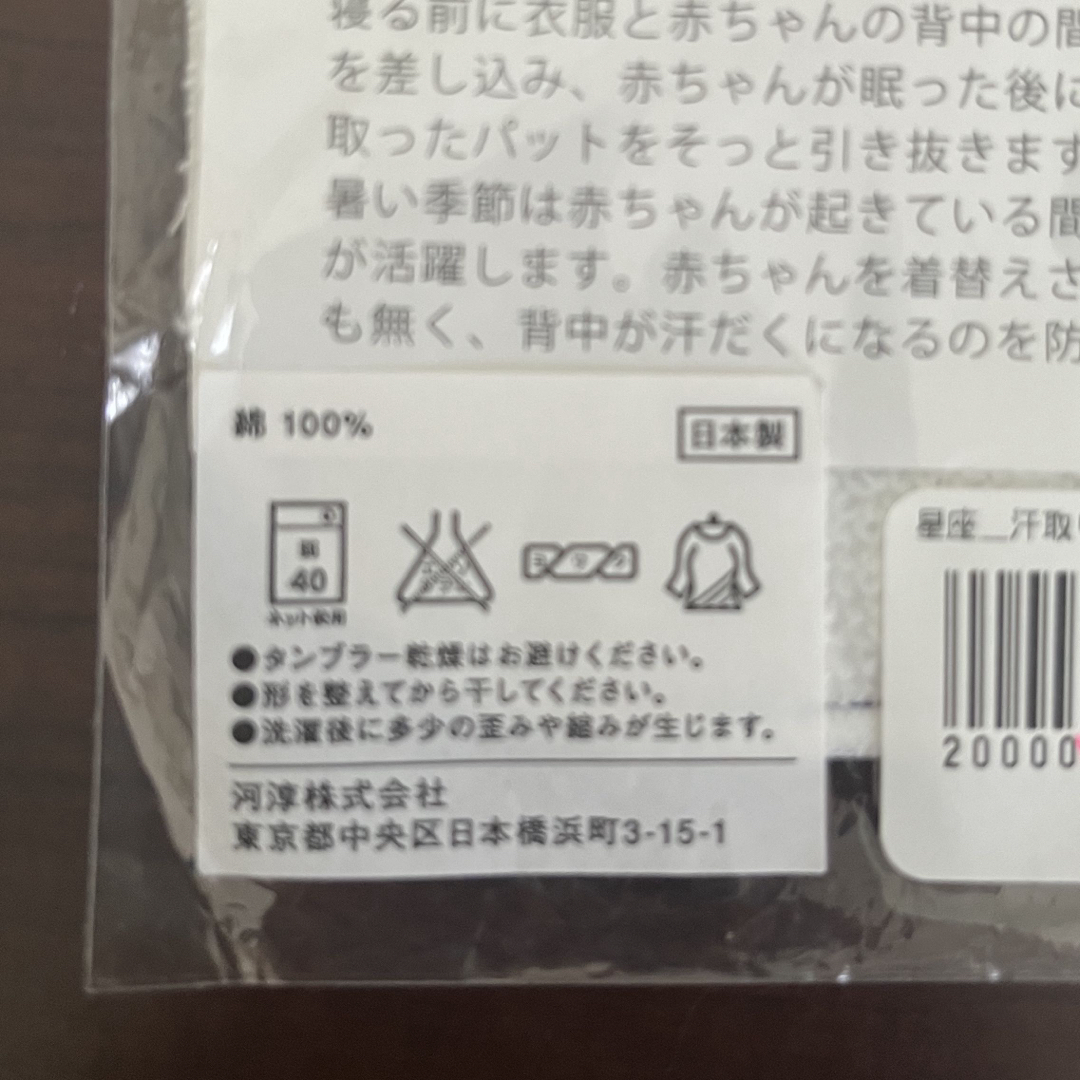 寝る前に衣服と赤ちゃんの背中の間
を差し込み、赤ちゃんが眠った後に
取ったパットをそっと引き抜きます
暑い季節は赤ちゃんが起きている間
が活躍します。赤ちゃんを着替えさ
も無く、背中が汗だくになるのを防
綿 100%
日本製
40
ネット使用
●タンブラー乾燥はお避けください。
●形を整えてから干してください。
●洗濯後に多少の歪みや縮みが生じます。
河淳株式会社
東京都中央区日本橋浜町3-15-1
星座__汗取り
20000